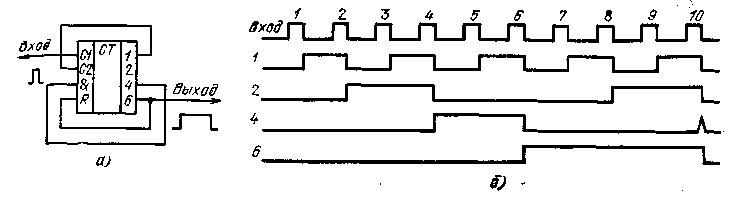 Вход
C1 CT 1
C2 2
& 4
R 6
Выход
а)
1 2 3 4 5 6 7 8 9 10
Вход
1
2
4
6
б)